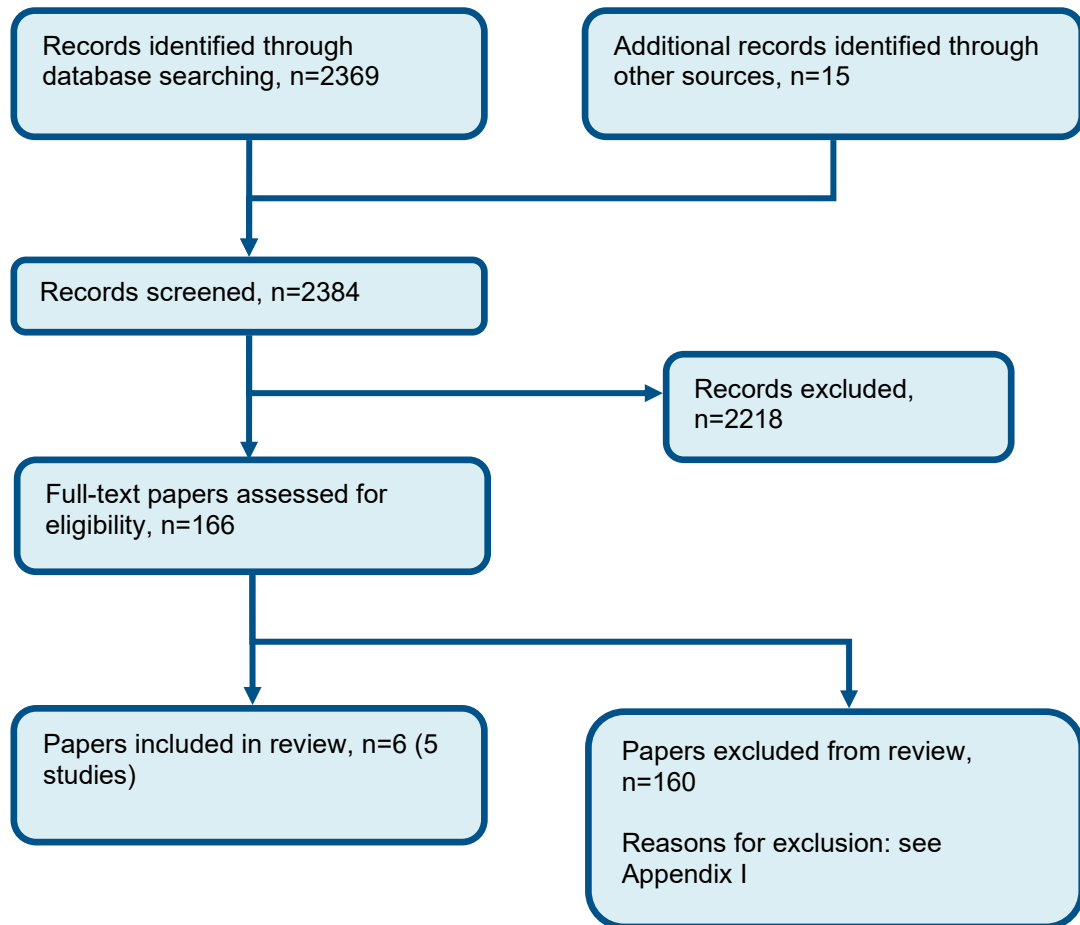 Records identified through
database searching, n=2369
Additional records identified through
other sources, n=15
Records screened, n=2384
Records excluded,
n=2218
Full-text papers assessed for
eligibility, n=166
Papers included in review, n=6 (5
studies)
Papers excluded from review,
n=160
Reasons for exclusion: see
Appendix I